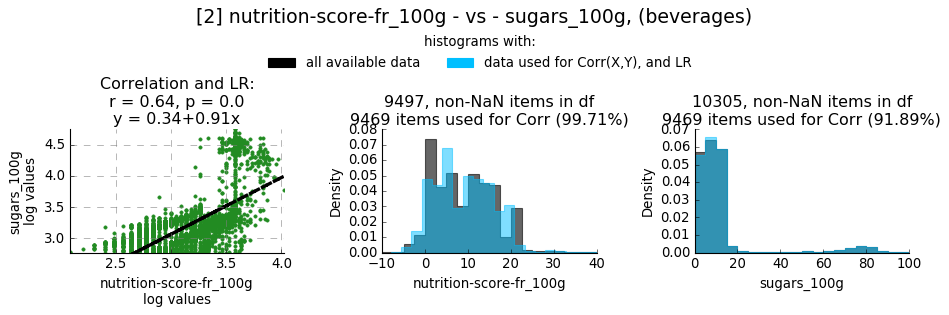 [2] nutrition-score-fr_100g - vs - sugars_100g, (beverages)
histograms with:
all available data
data used for Corr(X,Y), and LR
Correlation and LR:
r = 0.64, p = 0.0
y = 0.34+0.91x
4.5
4.0
3.5
3.0
sugars_100g
log values
2.5 3.0 3.5 4.0
nutrition-score-fr_100g
log values
9497, non-NaN items in df
9469 items used for Corr (99.71%)
0.08
0.07
0.06
0.05
0.04
0.03
0.02
0.01
0.00
Density
−10 0 10 20 30 40
nutrition-score-fr_100g
10305, non-NaN items in df
9469 items used for Corr (91.89%)
0.07
0.06
0.05
0.04
0.03
0.02
0.01
0.00
Density
0 20 40 60 80 100
sugars_100g